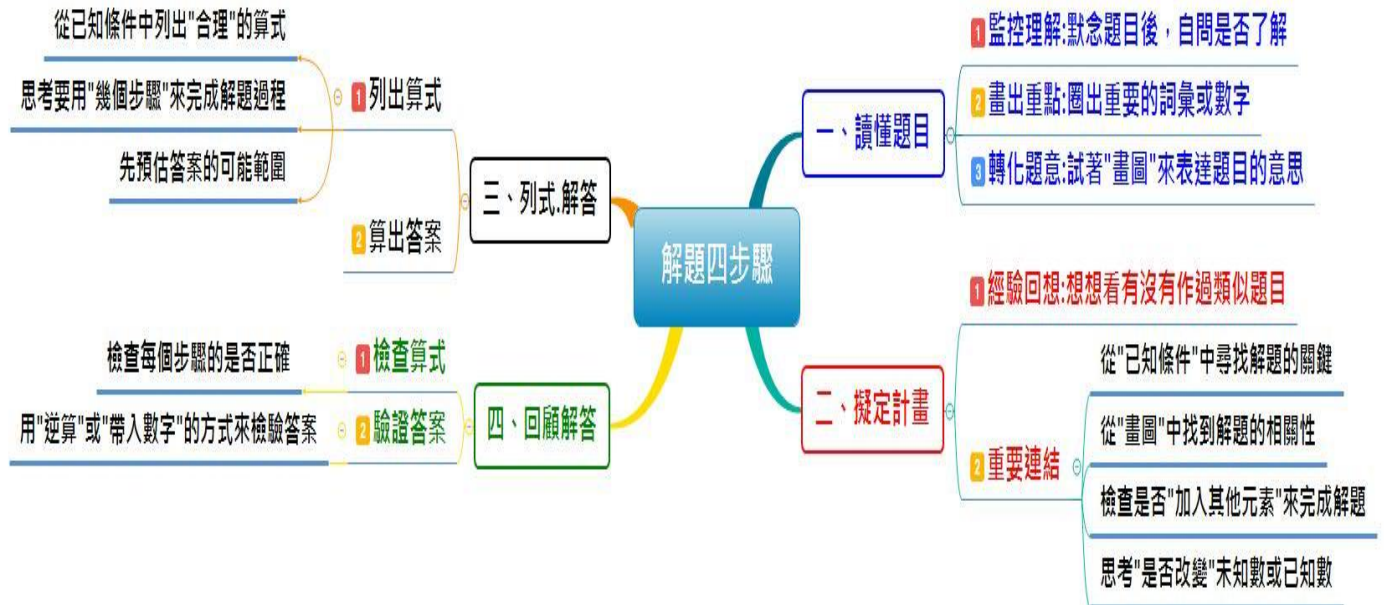 解題四步驟
一、讀懂題目
1 監控理解:默念題目後，自問是否了解
2 畫出重點:圈出重要的詞彙或數字
3 轉化題意:試著"畫圖"來表達題目的意思
二、擬定計畫
1 經驗回想:想想看有沒有作過類似題目
2 重要連結
從"已知條件"中尋找解題的關鍵
從"畫圖"中找到解題的相關性
檢查是否"加入其他元素"來完成解題
思考"是否改變"未知數或已知數
三、列式.解答
1 列出算式
從已知條件中列出"合理"的算式
思考要用"幾個步驟"來完成解題過程
先預估答案的可能範圍
2 算出答案
四、回顧解答
1 檢查算式
檢查每個步驟的是否正確
2 驗證答案
用"逆算"或"帶入數字"的方式來檢驗答案